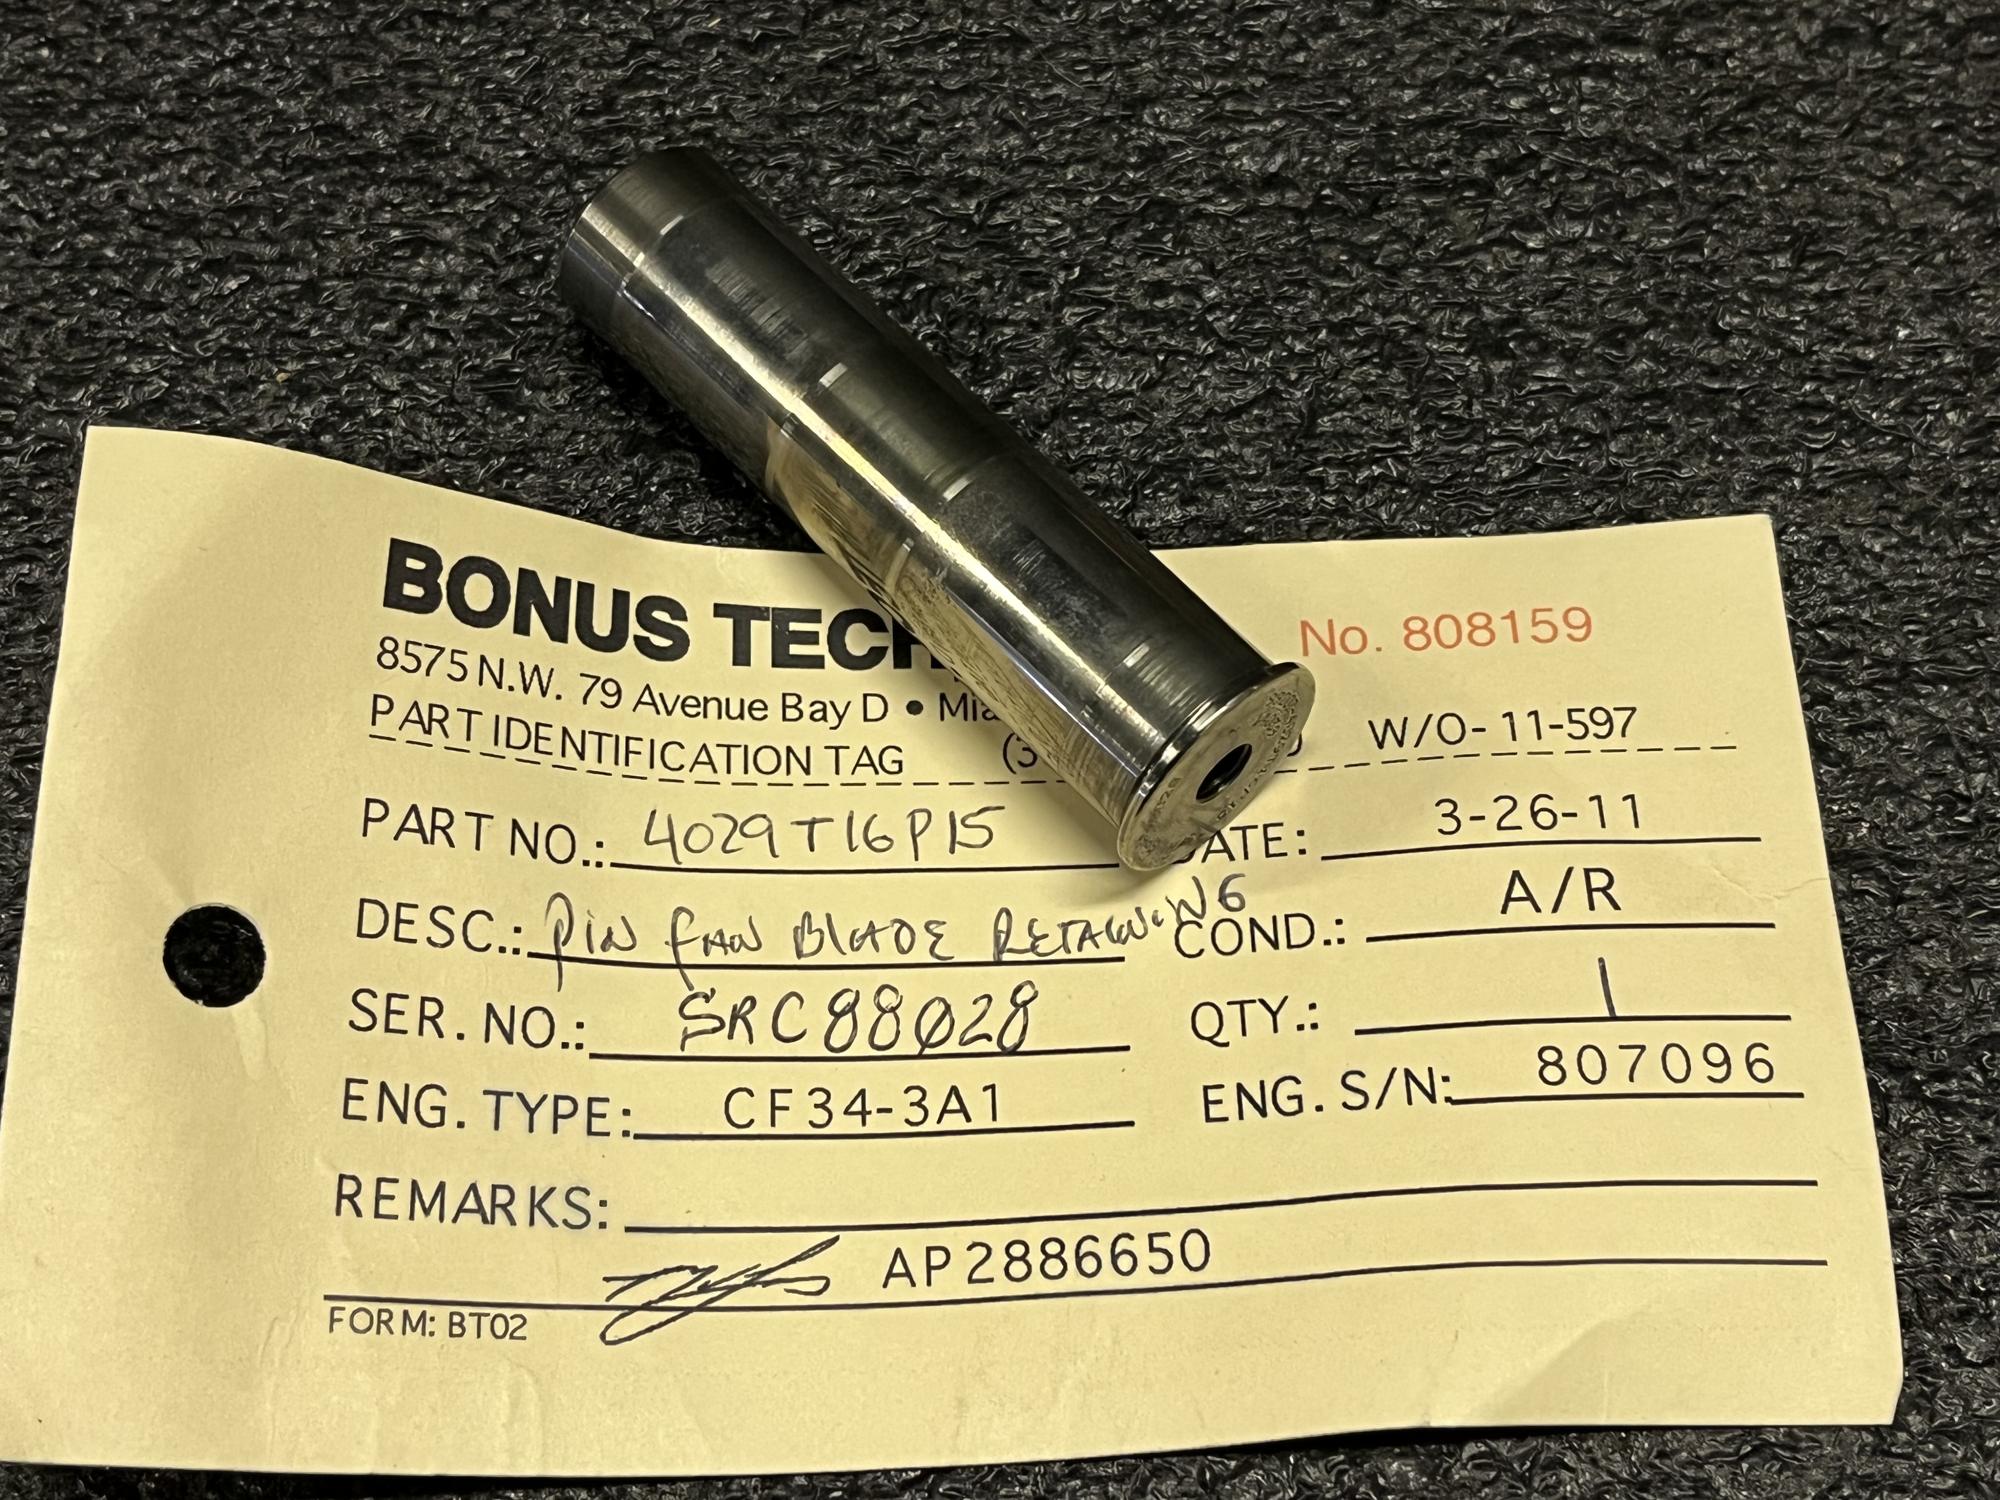 BONUS TECH
No. 808159
8575 N.W. 79 Avenue Bay D • Mia
PART IDENTIFICATION TAG (3
W/O- 11-597
PART NO.: 4029T16P15
DATE: 3-26-11
DESC.: Pin Fan Blade Retaining
COND.: A/R
SER. NO.: SRC88028
QTY.: 1
ENG. TYPE: CF34-3A1
ENG. S/N: 807096
REMARKS:
AP2886650
FORM: BT02